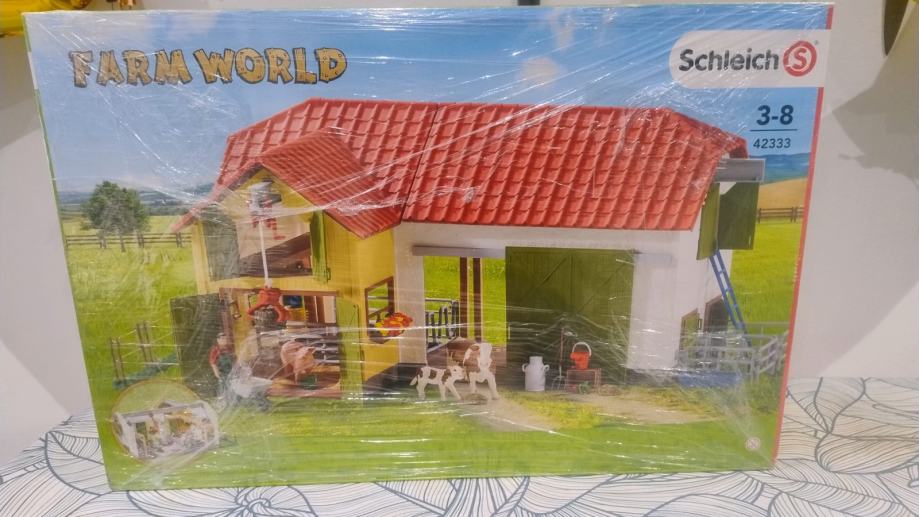 FARM WORLD
Schleich S®
3-8
42333